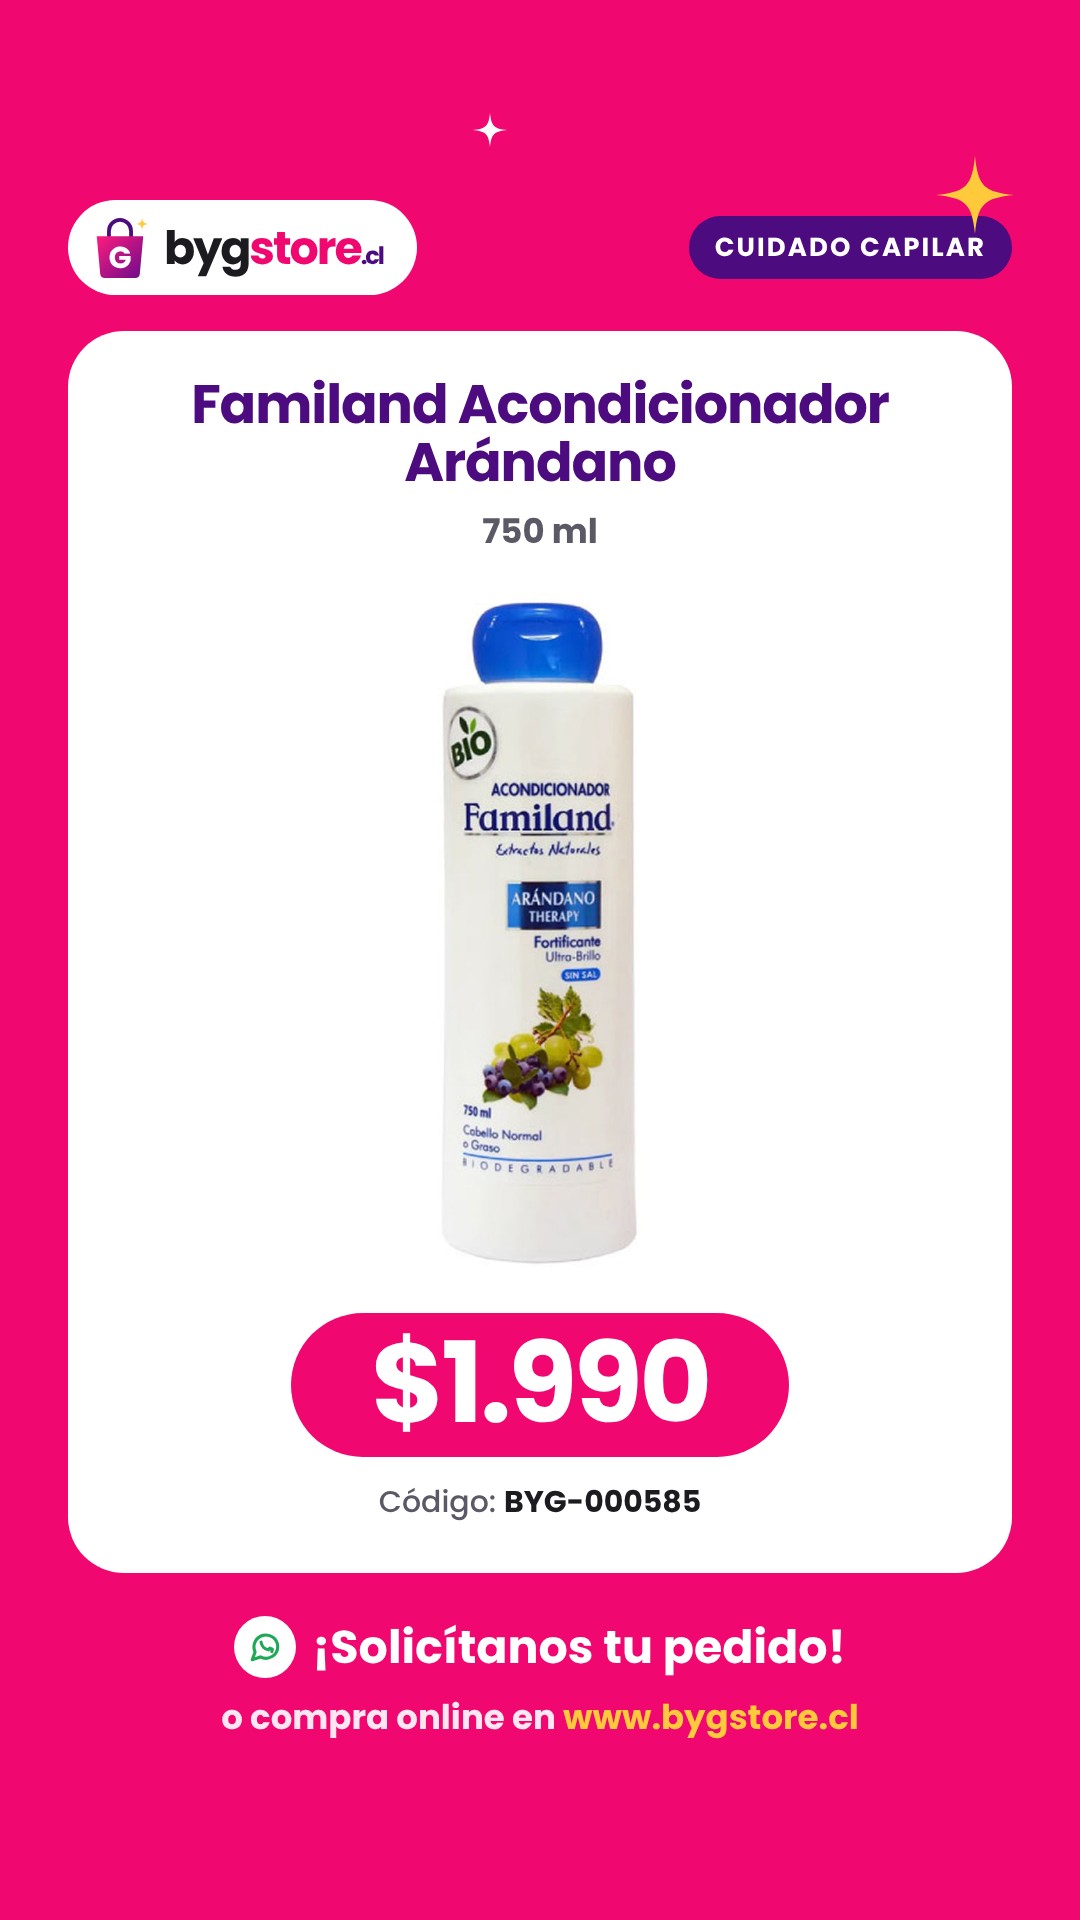 G bygstore.cl
CUIDADO CAPILAR
Familand Acondicionador
Arándano
750 ml
BIO
ACONDICIONADOR
Familand
Extractos Naturales
ARÁNDANO
THERAPY
Fortificante
Ultra-Brillo
SIN SAL
750 ml
Cabello Normal
o Graso
BIODEGRADABLE
$1.990
Código: BYG-000585
¡Solicítanos tu pedido!
o compra online en www.bygstore.cl